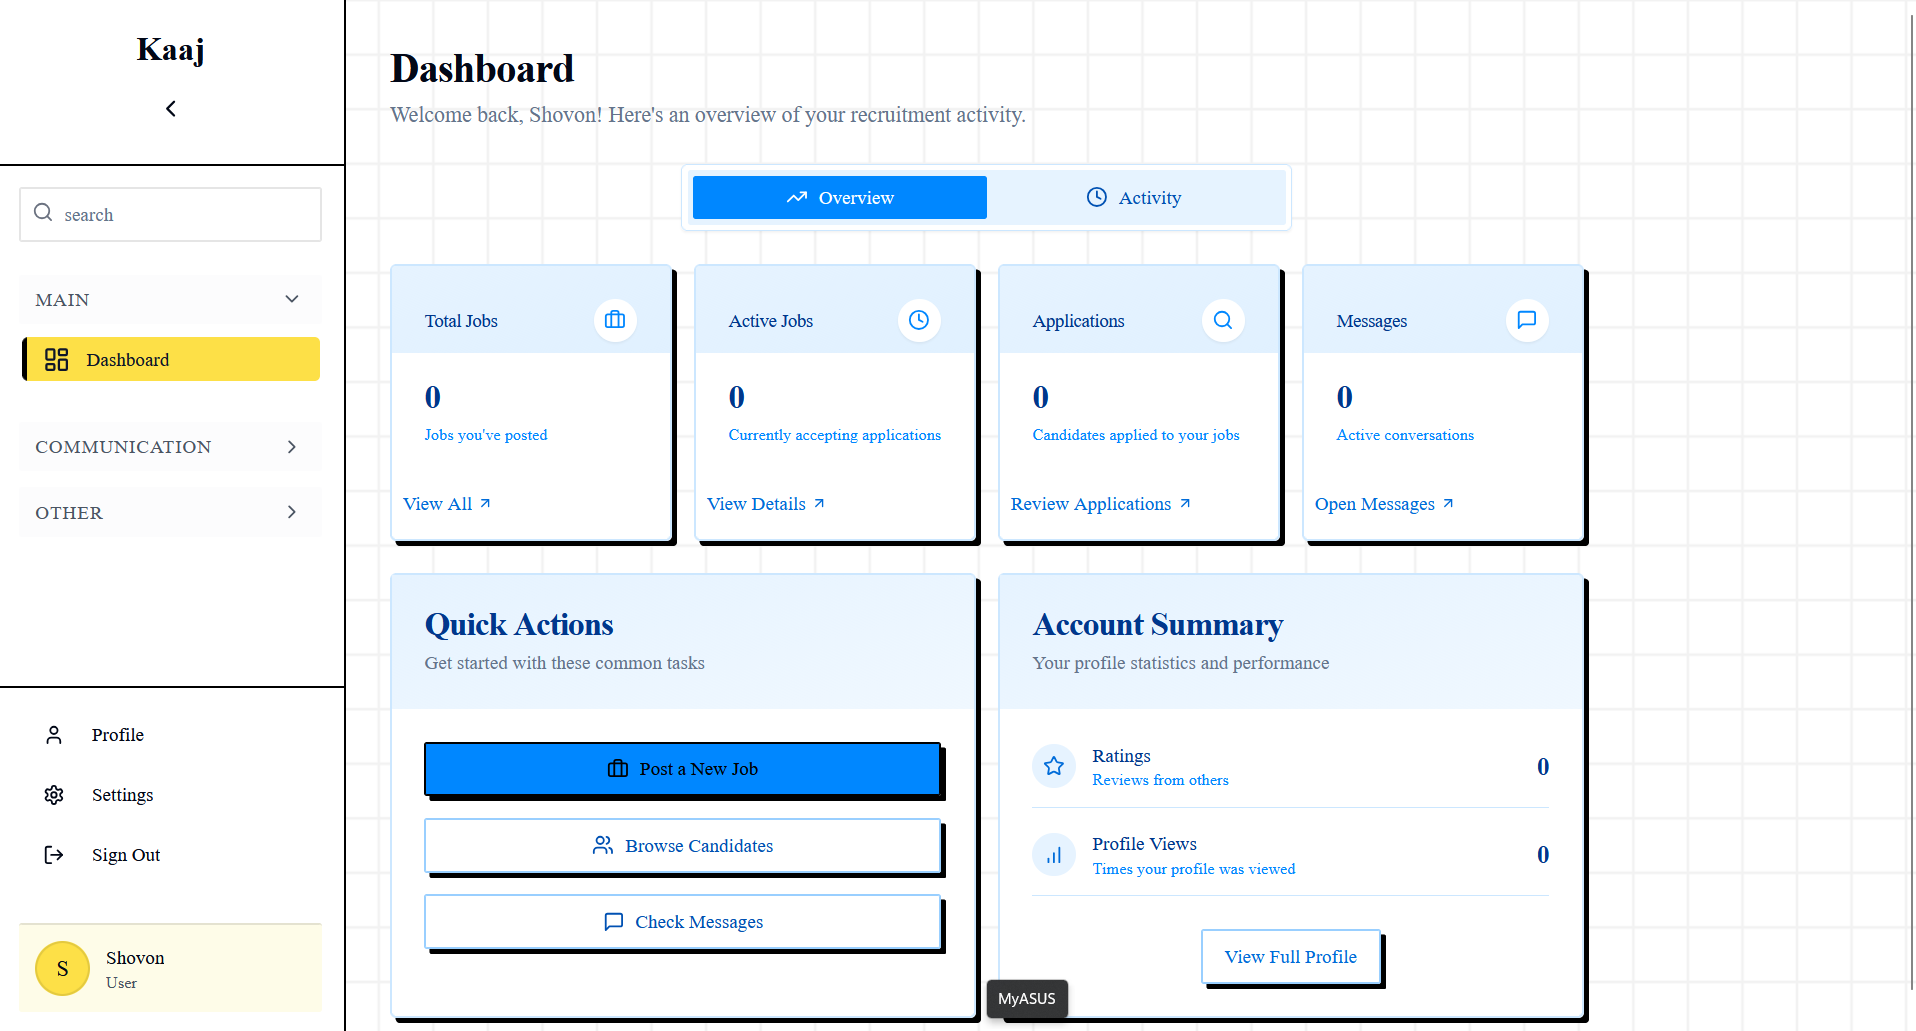 Kaaj
search
MAIN
Dashboard
COMMUNICATION
OTHER
Profile
Settings
Sign Out
S
Shovon
User
Dashboard
Welcome back, Shovon! Here's an overview of your recruitment activity.
Overview
Activity
Total Jobs
0
Jobs you've posted
View All
Active Jobs
0
Currently accepting applications
View Details
Applications
0
Candidates applied to your jobs
Review Applications
Messages
0
Active conversations
Open Messages
Quick Actions
Get started with these common tasks
Post a New Job
Browse Candidates
Check Messages
Account Summary
Your profile statistics and performance
Ratings
Reviews from others
0
Profile Views
Times your profile was viewed
0
View Full Profile
MyASUS